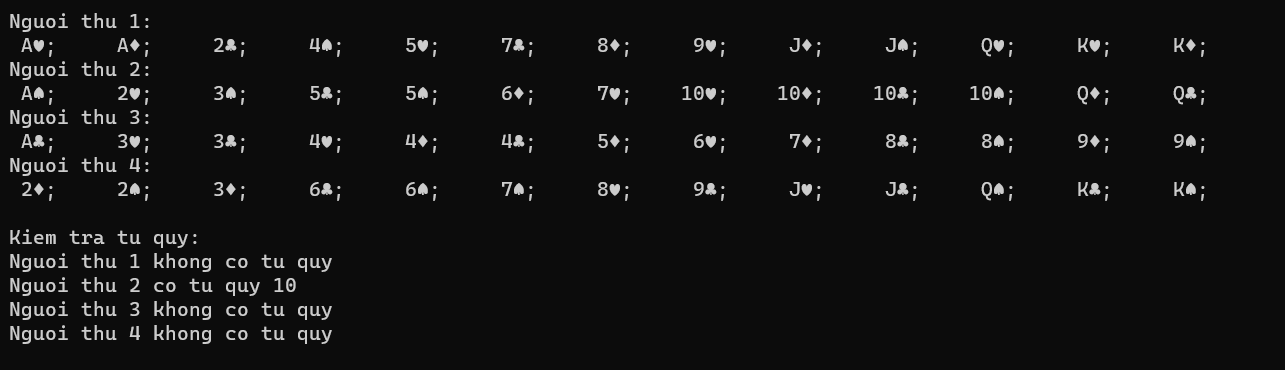 Nguoi thu 1:
A♥; A♦; 2♣; 4♠; 5♥; 7♣; 8♦; 9♥; J♦; J♠; Q♥; K♥; K♦;
Nguoi thu 2:
A♠; 2♥; 3♠; 5♣; 5♠; 6♦; 7♥; 10♥; 10♦; 10♣; 10♠; Q♦; Q♣;
Nguoi thu 3:
A♣; 3♥; 3♣; 4♥; 4♦; 4♣; 5♦; 6♥; 7♦; 8♣; 8♠; 9♦; 9♠;
Nguoi thu 4:
2♦; 2♠; 3♦; 6♣; 6♠; 7♠; 8♥; 9♣; J♥; J♣; Q♠; K♣; K♠;
Kiem tra tu quy:
Nguoi thu 1 khong co tu quy
Nguoi thu 2 co tu quy 10
Nguoi thu 3 khong co tu quy
Nguoi thu 4 khong co tu quy